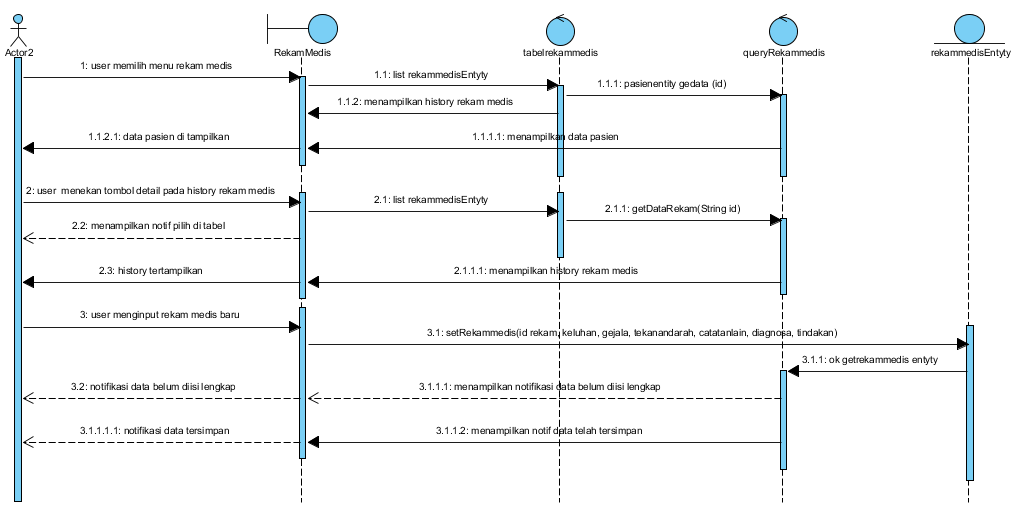 Actor2
RekamMedis
tabelrekammedis
queryRekammedis
rekammedisEntyty
1: user memilih menu rekam medis
1.1: list rekammedisEntyty
1.1.1: pasienentity gedata (id)
1.1.2: menampilkan history rekam medis
1.1.2.1: data pasien di tampilkan
1.1.1.1: menampilkan data pasien
2: user  menekan tombol detail pada history rekam medis
2.1: list rekammedisEntyty
2.1.1: getDataRekam(String id)
2.2: menampilkan notif pilih di tabel
2.3: history tertampilkan
2.1.1.1: menampilkan history rekam medis
3: user menginput rekam medis baru
3.1: setRekammedis(id rekam, keluhan, gejala, tekanandarah, catatanlain, diagnosa, tindakan)
3.1.1: ok getrekammedis entyty
3.2: notifikasi data belum diisi lengkap
3.1.1.1: menampilkan notifikasi data belum diisi lengkap
3.1.1.1.1: notifikasi data tersimpan
3.1.1.2: menampilkan notif data telah tersimpan